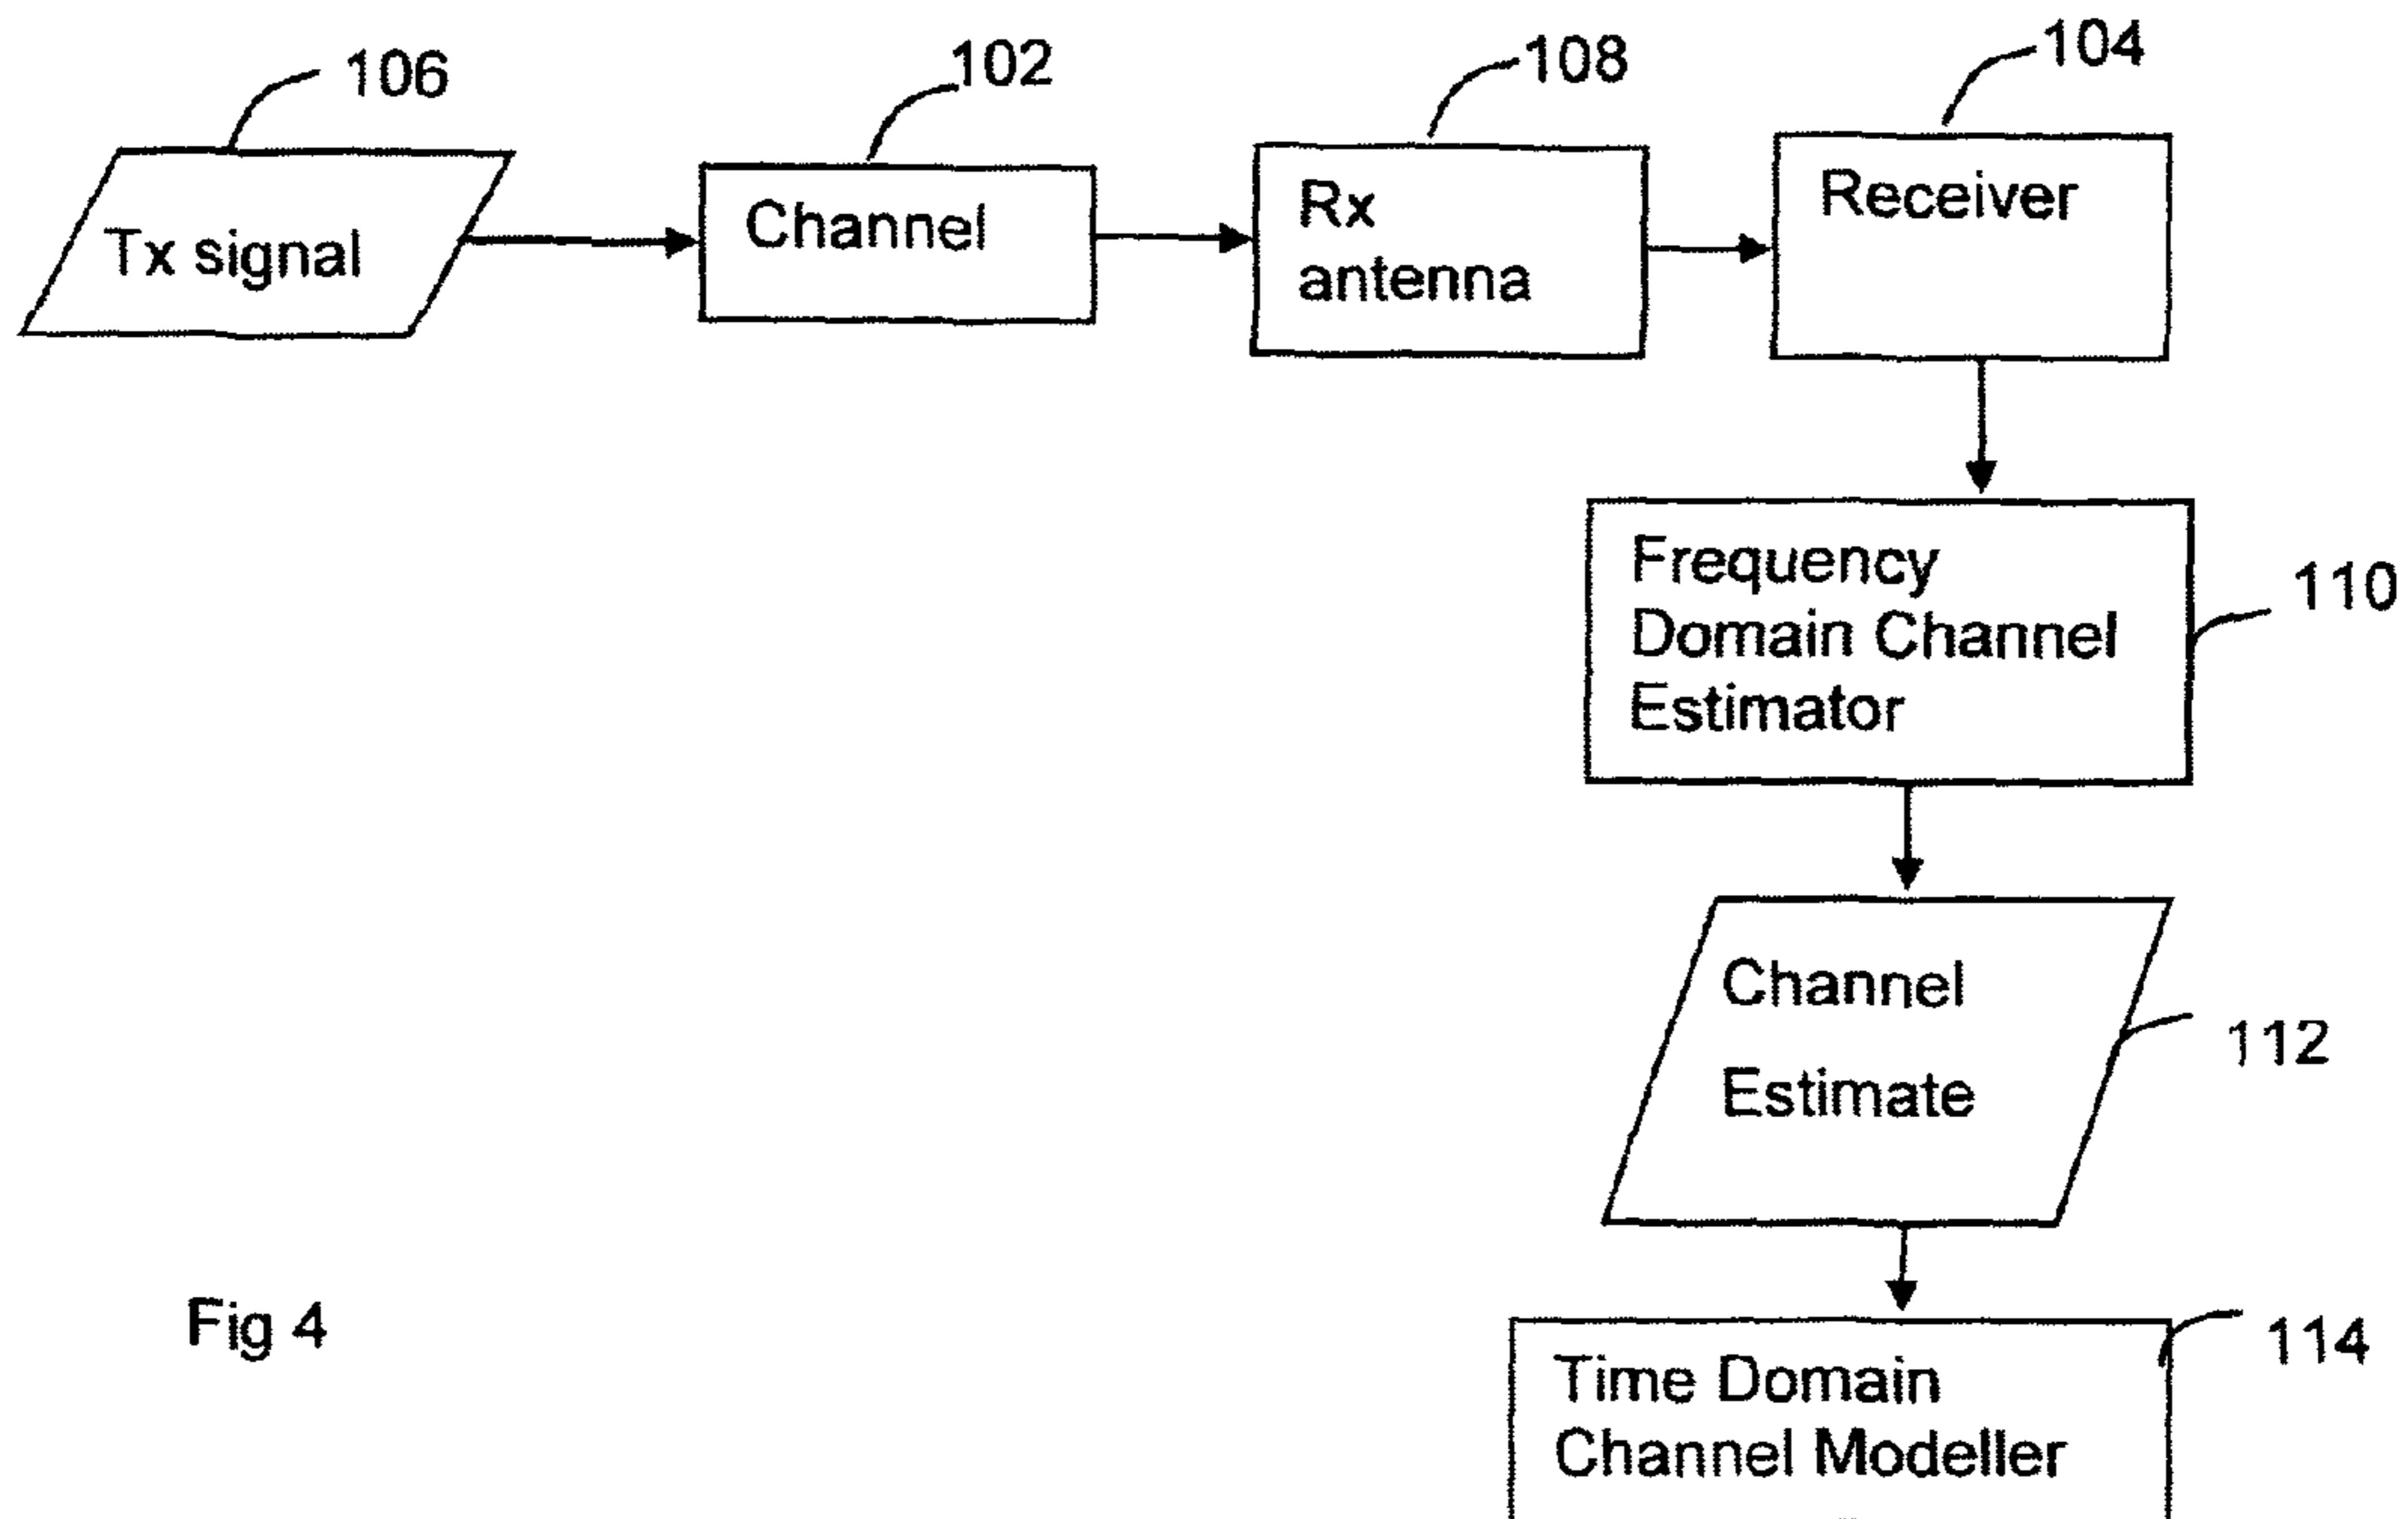 106
102
108
104
Tx signal
Channel
Rx
antenna
Receiver
Frequency
Domain Channel
Estimator
110
Channel
Estimate
112
Fig 4
114
Time Domain
Channel Modeller